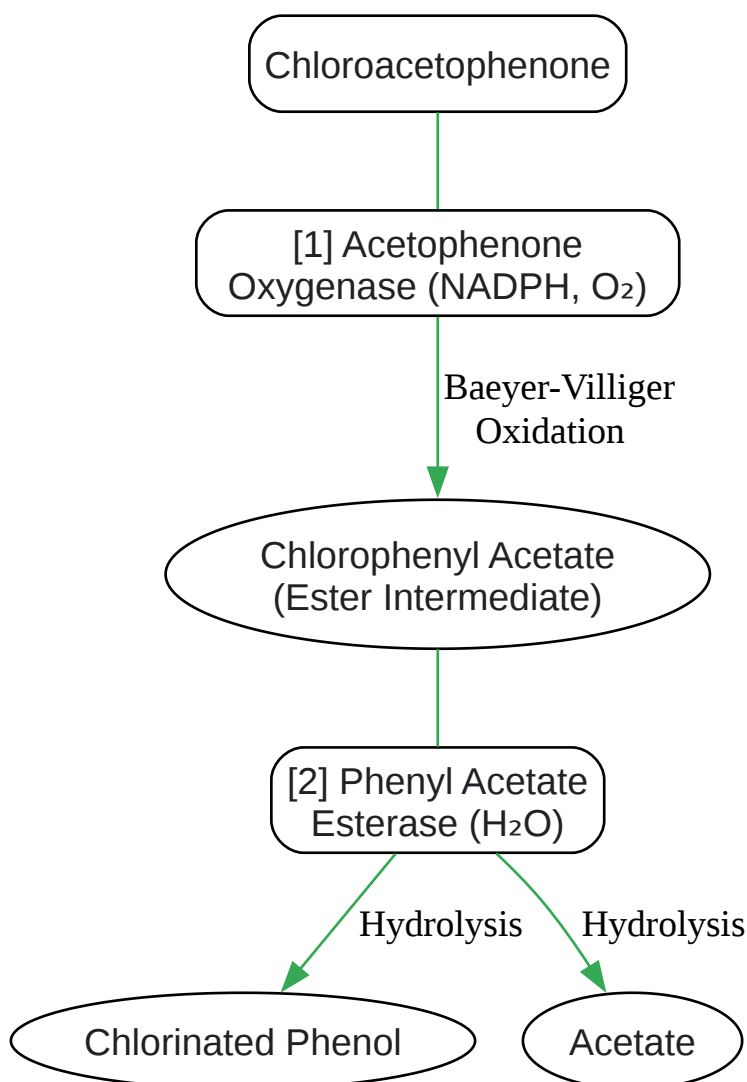 Chloroacetophenone
[1] Acetophenone
Oxygenase (NADPH, O₂)
Baeyer-Villiger
Oxidation
Chlorophenyl Acetate
(Ester Intermediate)
[2] Phenyl Acetate
Esterase (H₂O)
Hydrolysis
Hydrolysis
Chlorinated Phenol
Acetate